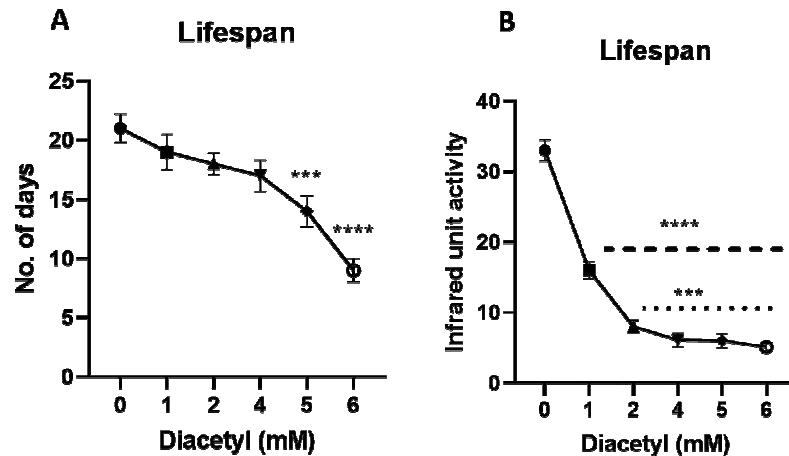 A
Lifespan
25
20
15
10
5
0
No. of days
***
****
0 1 2 4 5 6
Diacetyl (mM)
B
Lifespan
40
30
20
10
0
Infrared unit activity
****
***
0 1 2 4 5 6
Diacetyl (mM)